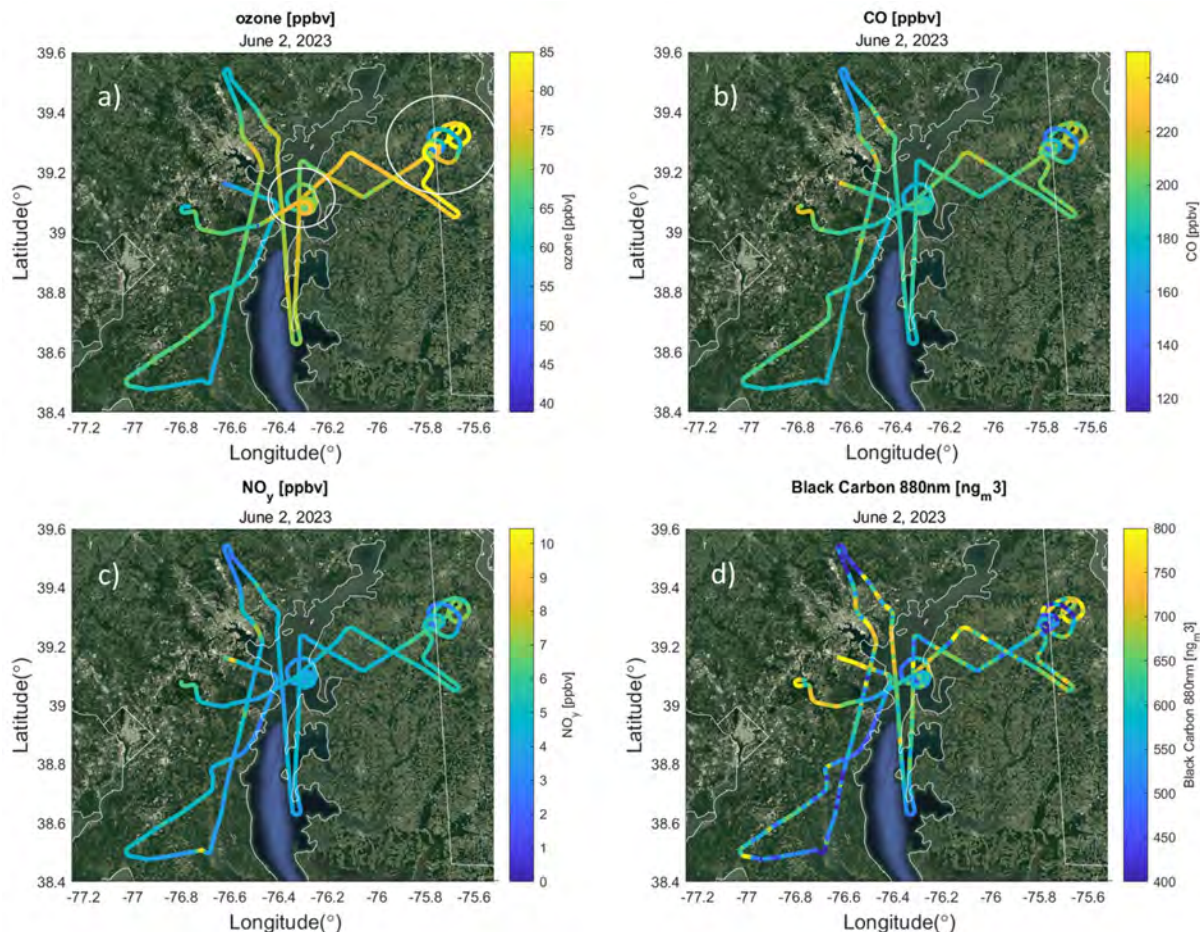 ozone [ppbv]
June 2, 2023
a)
39.6
39.4
39.2
39
38.8
38.6
38.4
Latitude(°)
-77.2 -77 -76.8 -76.6 -76.4 -76.2 -76 -75.8 -75.6
Longitude(°)
85
80
75
70
65
60
55
50
45
40
ozone [ppbv]
CO [ppbv]
June 2, 2023
b)
39.6
39.4
39.2
39
38.8
38.6
38.4
Latitude(°)
-77.2 -77 -76.8 -76.6 -76.4 -76.2 -76 -75.8 -75.6
Longitude(°)
240
220
200
180
160
140
120
CO [ppbv]
NOy [ppbv]
June 2, 2023
c)
39.6
39.4
39.2
39
38.8
38.6
38.4
Latitude(°)
-77.2 -77 -76.8 -76.6 -76.4 -76.2 -76 -75.8 -75.6
Longitude(°)
10
9
8
7
6
5
4
3
2
1
0
NOy [ppbv]
Black Carbon 880nm [ngm3]
June 2, 2023
d)
39.6
39.4
39.2
39
38.8
38.6
38.4
Latitude(°)
-77.2 -77 -76.8 -76.6 -76.4 -76.2 -76 -75.8 -75.6
Longitude(°)
800
750
700
650
600
550
500
450
400
Black Carbon 880nm [ngm3]